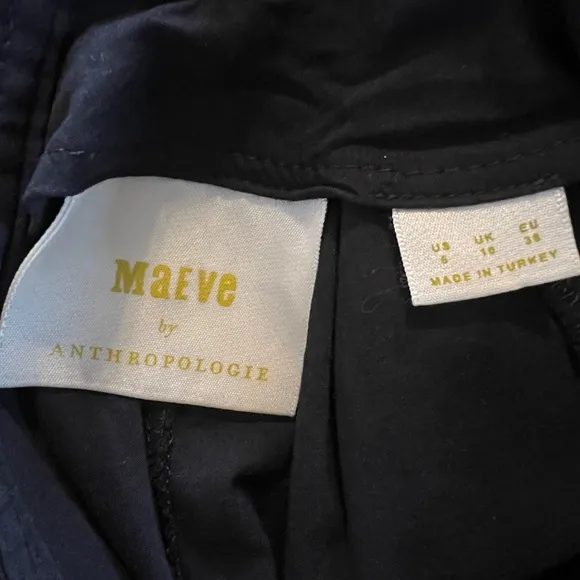 MaEVe
by
ANTHROPOLOGIE
US UK EU
6 10 38
MADE IN TURKEY